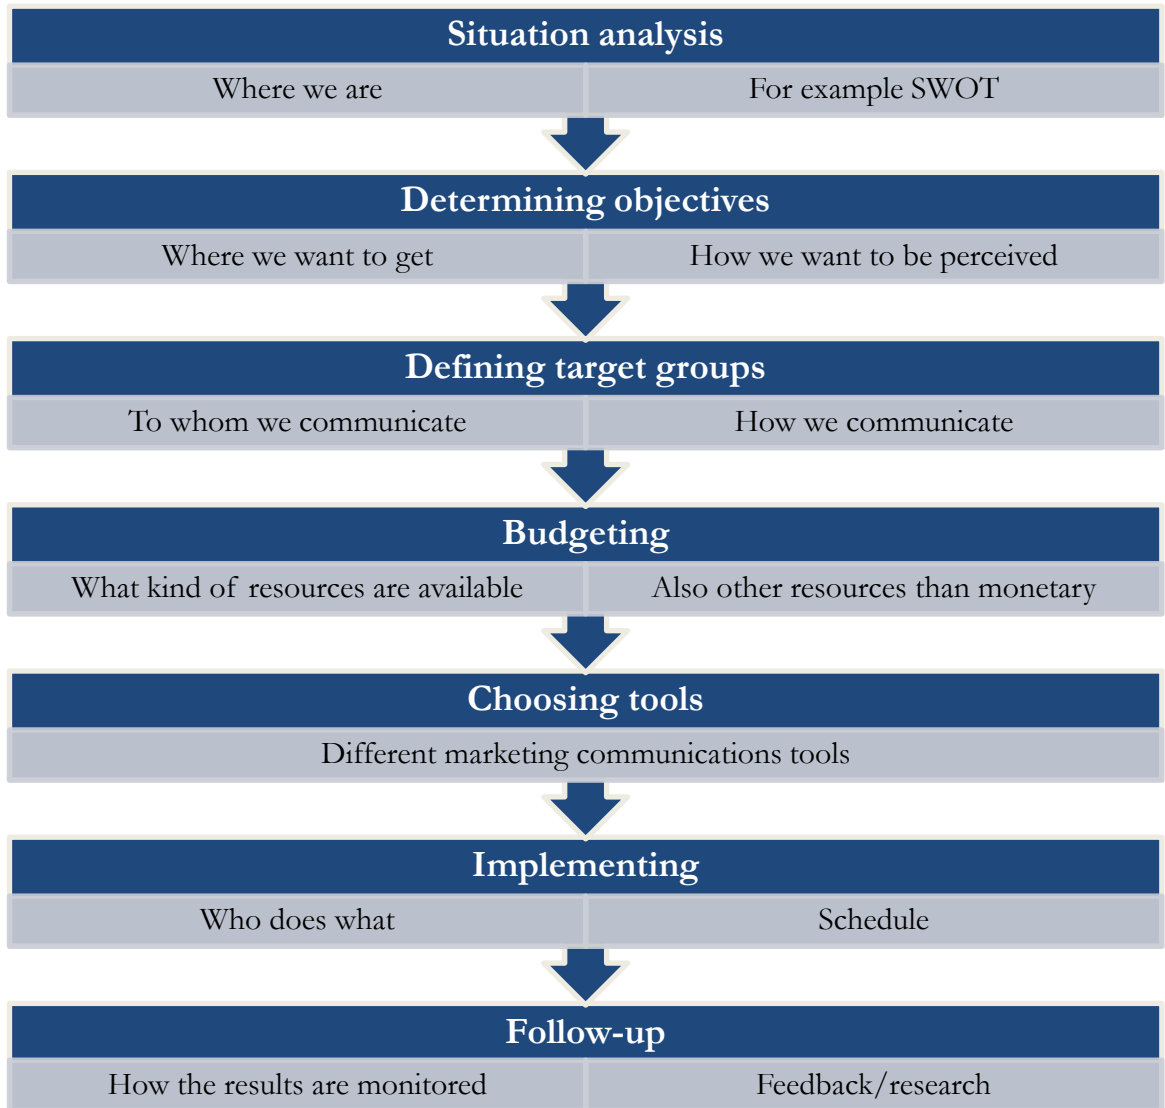 Situation analysis
Where we are
For example SWOT
Determining objectives
Where we want to get
How we want to be perceived
Defining target groups
To whom we communicate
How we communicate
Budgeting
What kind of resources are available
Also other resources than monetary
Choosing tools
Different marketing communications tools
Implementing
Who does what
Schedule
Follow-up
How the results are monitored
Feedback/research